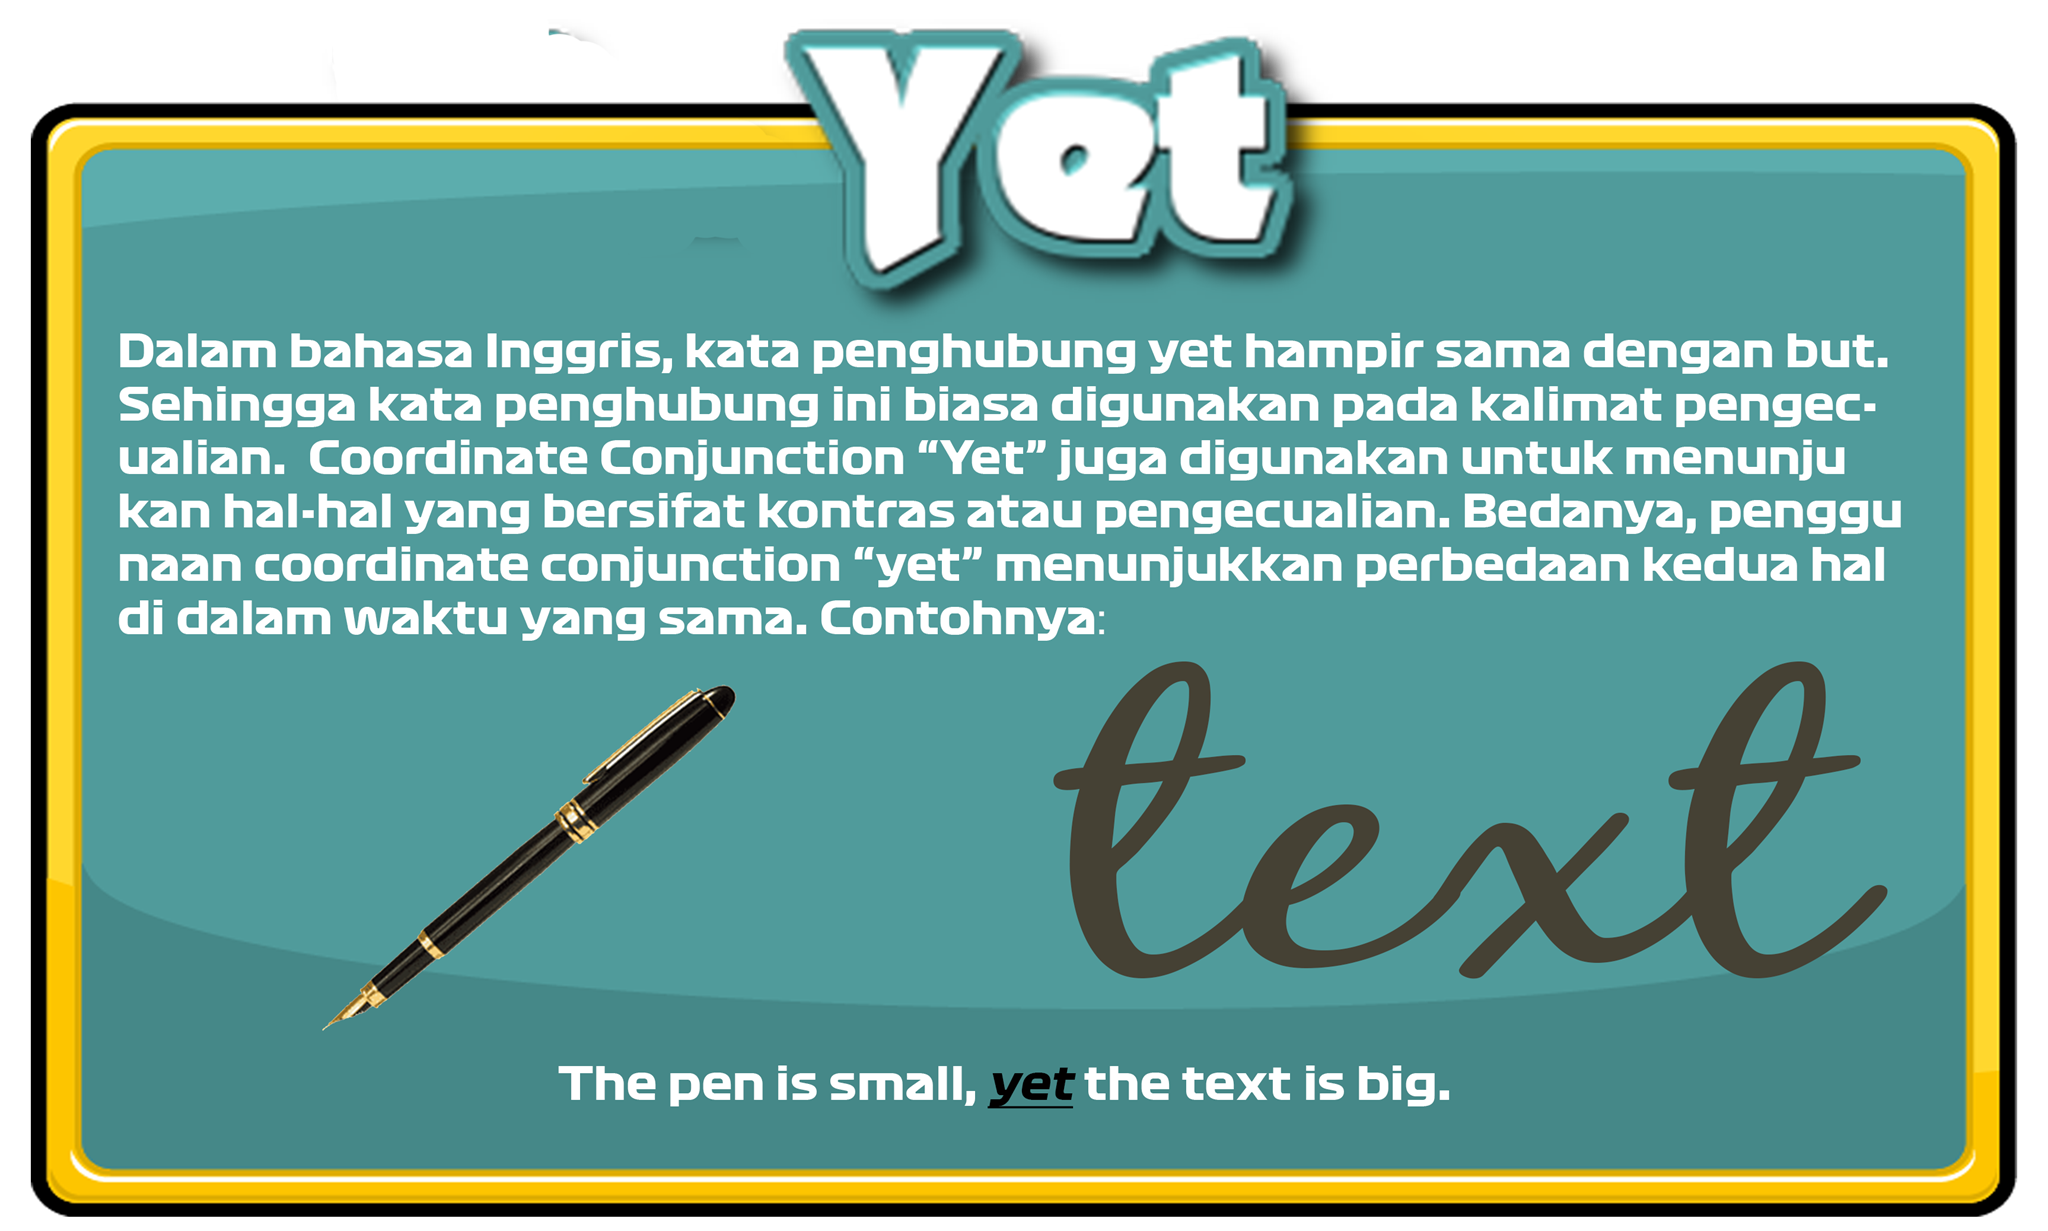 Yet
Dalam bahasa Inggris, kata penghubung yet hampir sama dengan but.
Sehingga kata penghubung ini biasa digunakan pada kalimat pengec-
ualian.  Coordinate Conjunction “Yet” juga digunakan untuk menunju
kan hal-hal yang bersifat kontras atau pengecualian. Bedanya, penggu
naan coordinate conjunction “yet” menunjukkan perbedaan kedua hal
di dalam waktu yang sama. Contohnya:
text
The pen is small, yet the text is big.